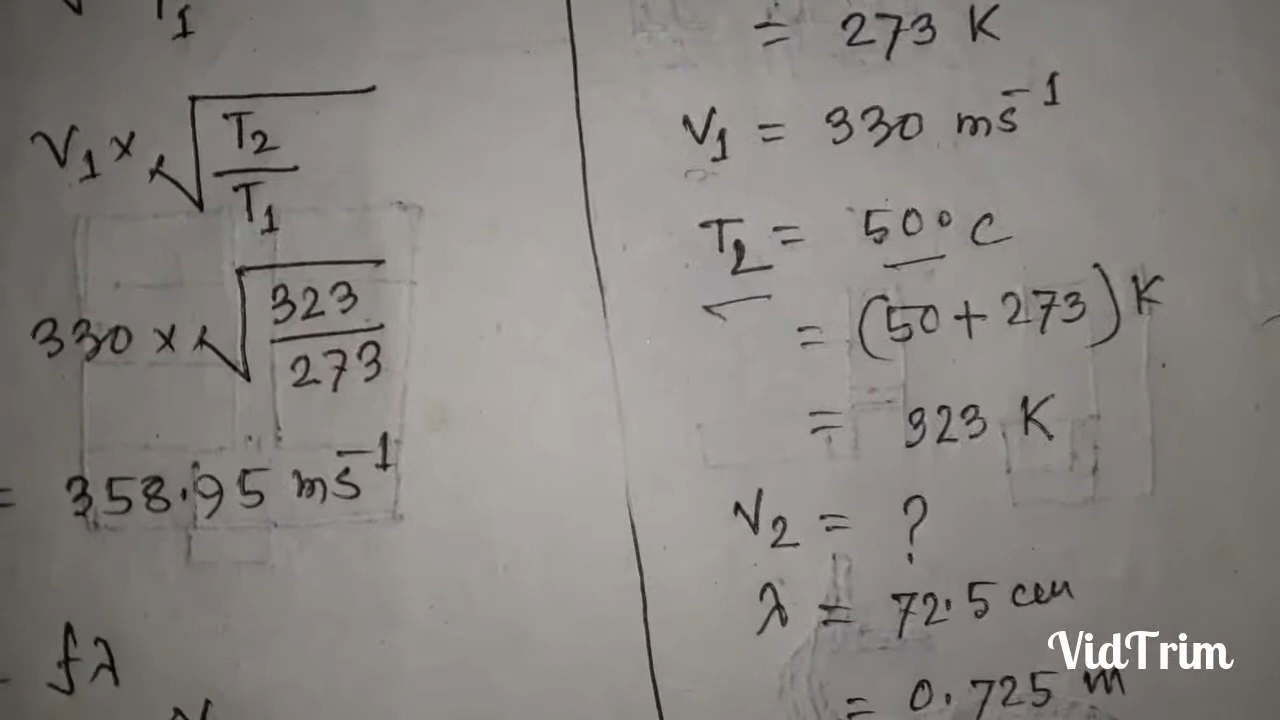 T₁
V₁ × √(T₂/T₁)
330 × √(323/273)
= 358.95 ms⁻¹
fλ
= 273 K
V₁ = 330 ms⁻¹
T₂ = 50° C
= (50 + 273) K
= 323 K
V₂ = ?
λ = 72.5 cm
= 0.725 m
VidTrim